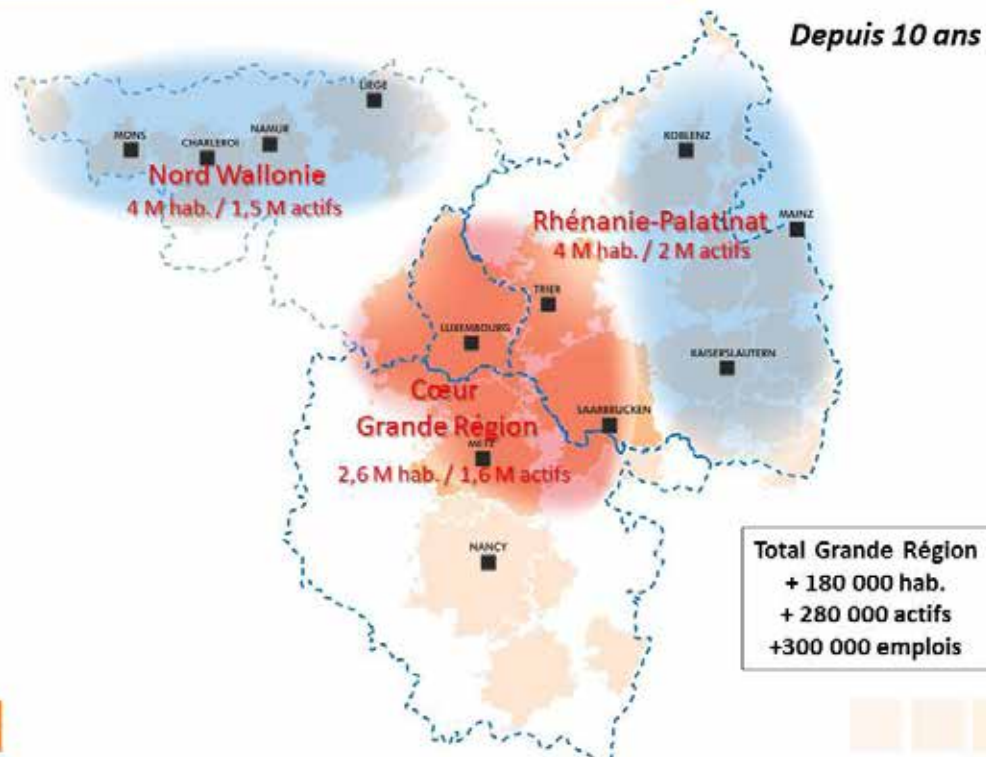 Depuis 10 ans
LIEGE
MONS
CHARLEROI
NAMUR
Nord Wallonie
4 M hab. / 1,5 M actifs
KOBLENZ
MAINZ
Rhénanie-Palatinat
4 M hab. / 2 M actifs
TRIER
LUXEMBOURG
KAISERSLAUTERN
Cœur
Grande Région
SAARBRUCKEN
METZ
2,6 M hab. / 1,6 M actifs
NANCY
Total Grande Région
+ 180 000 hab.
+ 280 000 actifs
+300 000 emplois